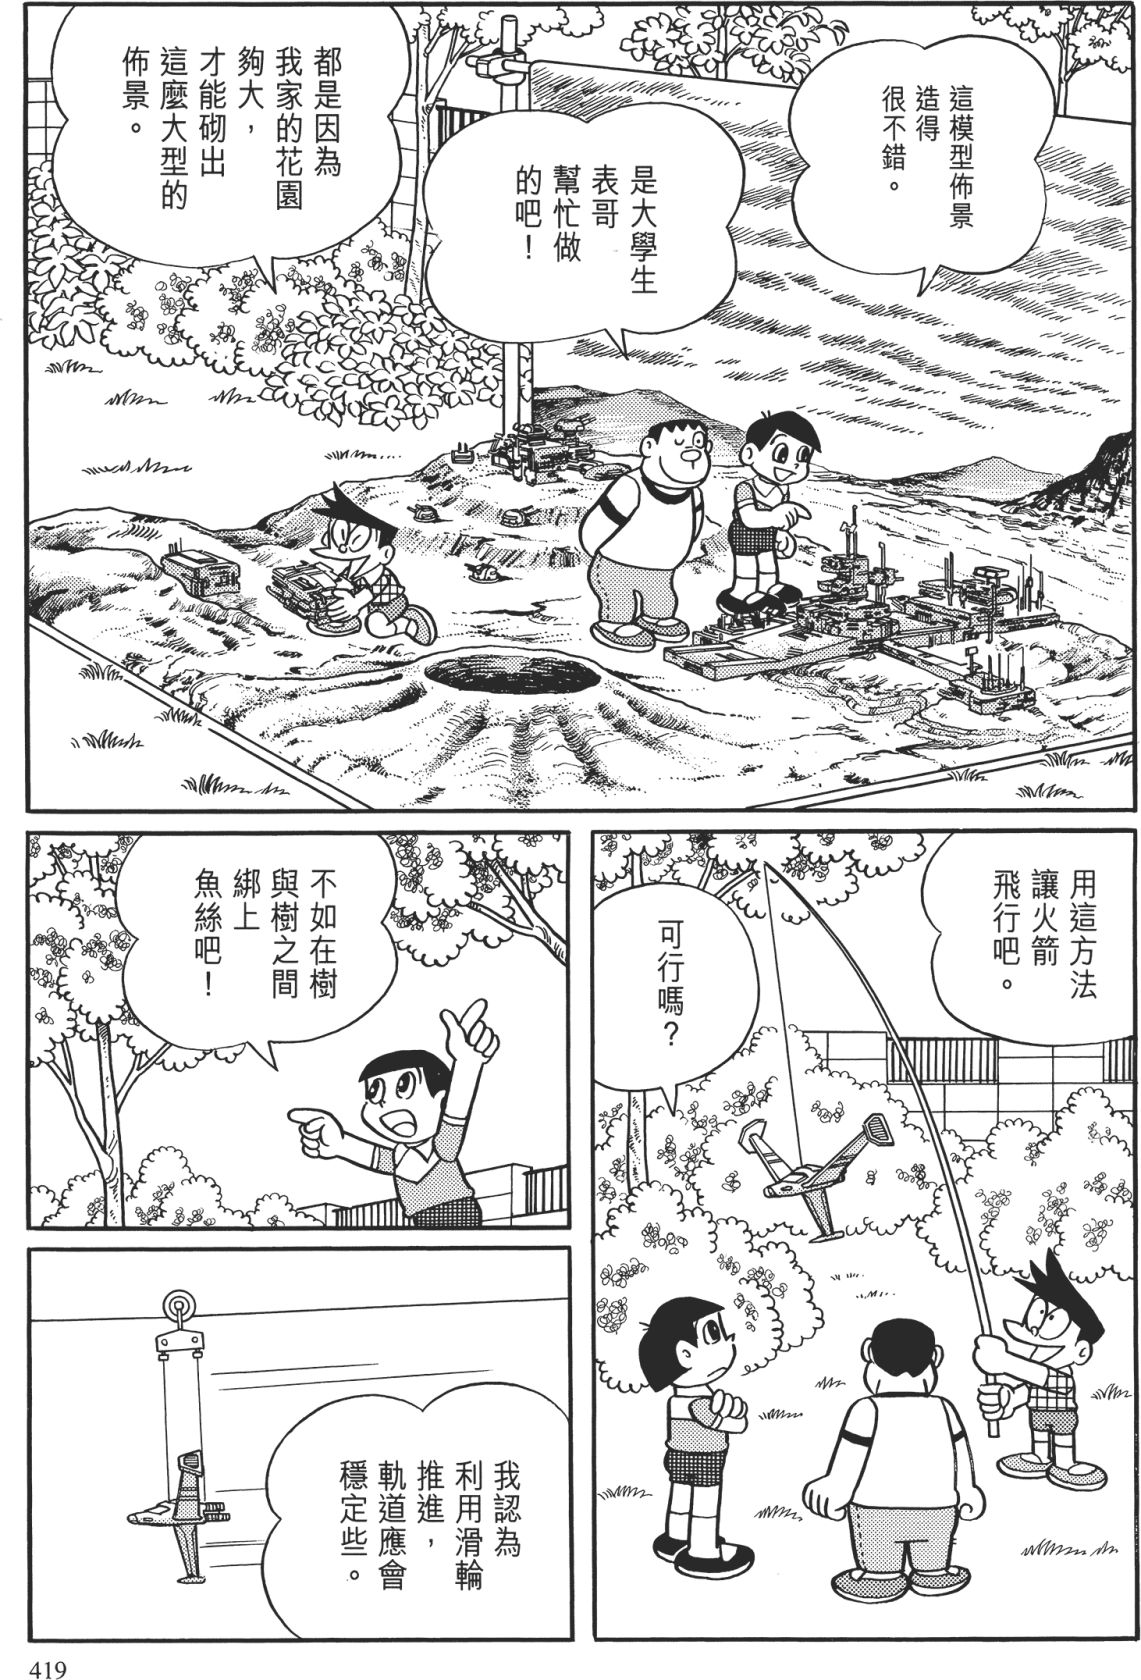 這模型佈景
造得
很不錯。
是大學生
表哥
幫忙做
的吧！
都是因為
我家的花園
夠大，
才能砌出
這麼大型的
佈景。
用這方法
讓火箭
飛行吧。
可行嗎？
不如在樹
與樹之間
綁上
魚絲吧！
我認為
利用滑輪
推進，
軌道應會
穩定些。
419